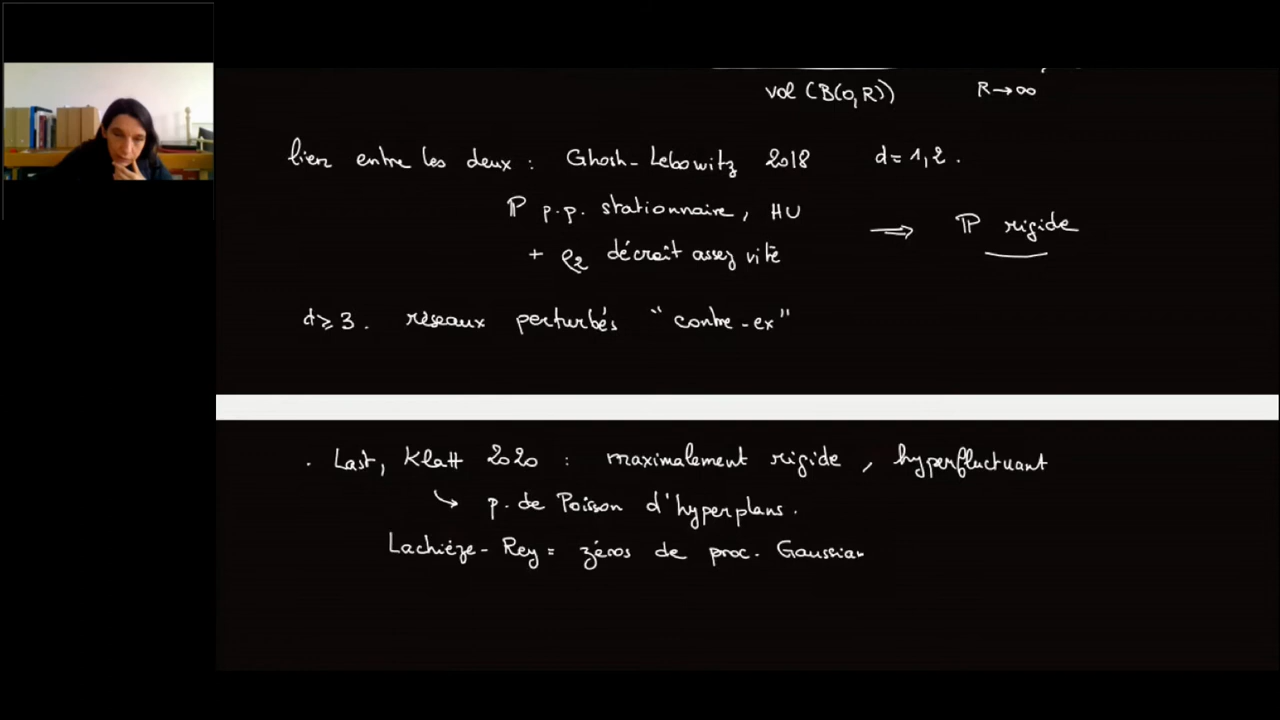 vol (B(0,R)) R→∞
lien entre les deux : Ghosh-Lebowitz 2018 d=1,2.
ℙ p.p. stationnaire, HU ⟹ ℙ rigide
+ ρ₂ décroît assez vite
d≥3. réseaux perturbés "contre-ex"
. Last, Klatt 2020 : maximalement rigide, hyperfluctuant
↳ p. de Poisson d'hyperplans.
Lachièze-Rey = zéros de proc. Gaussian